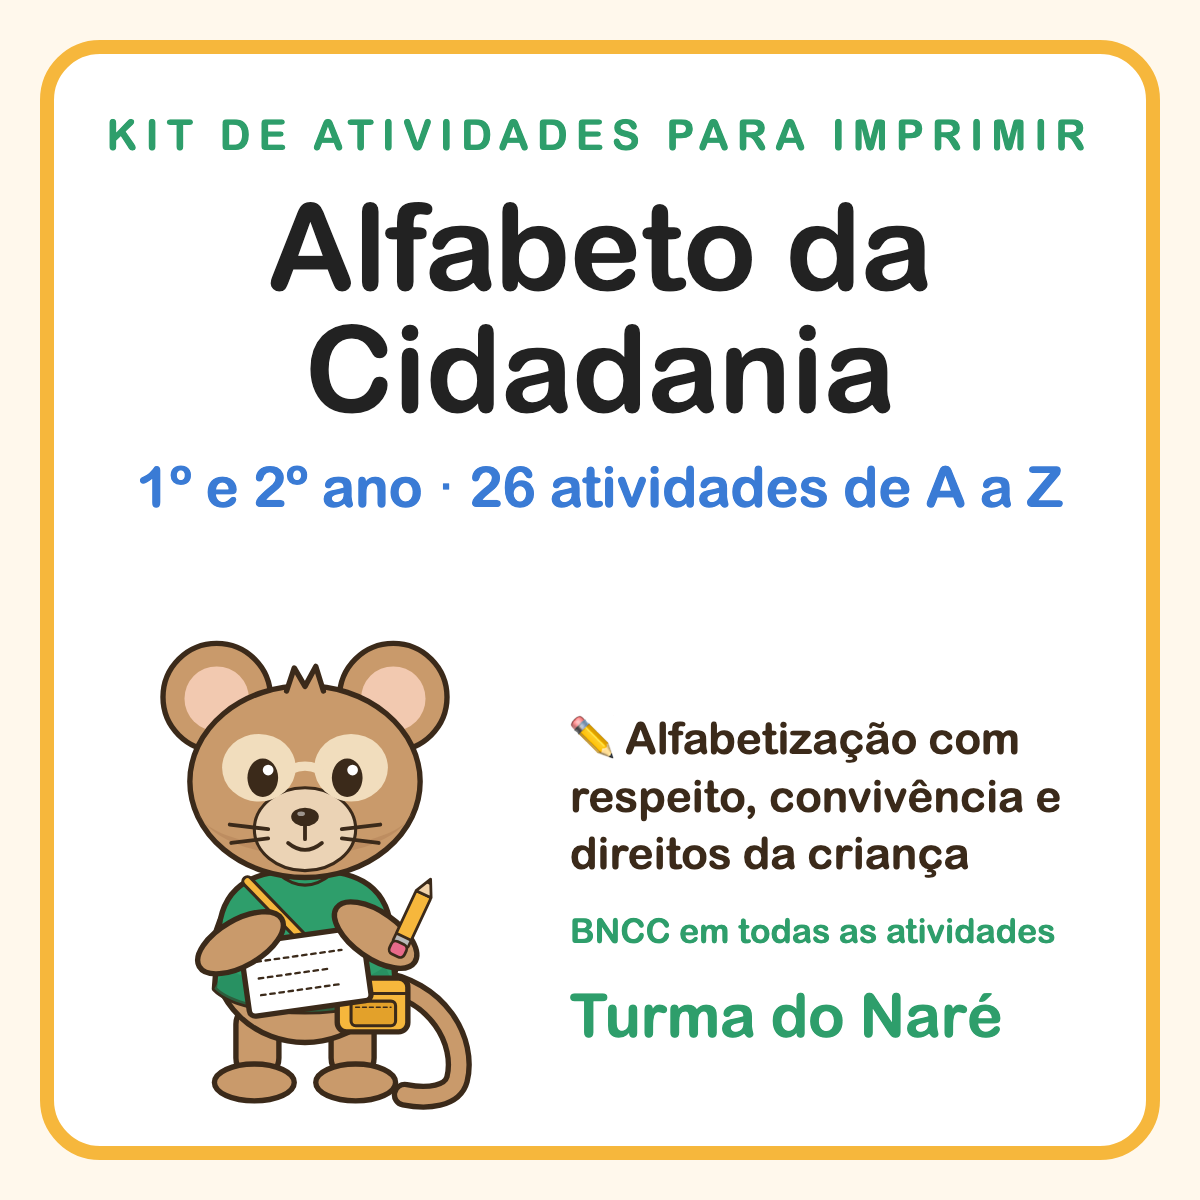 KIT DE ATIVIDADES PARA IMPRIMIR
Alfabeto da
Cidadania
1º e 2º ano · 26 atividades de A a Z
✏️ Alfabetização com
respeito, convivência e
direitos da criança
BNCC em todas as atividades
Turma do Naré